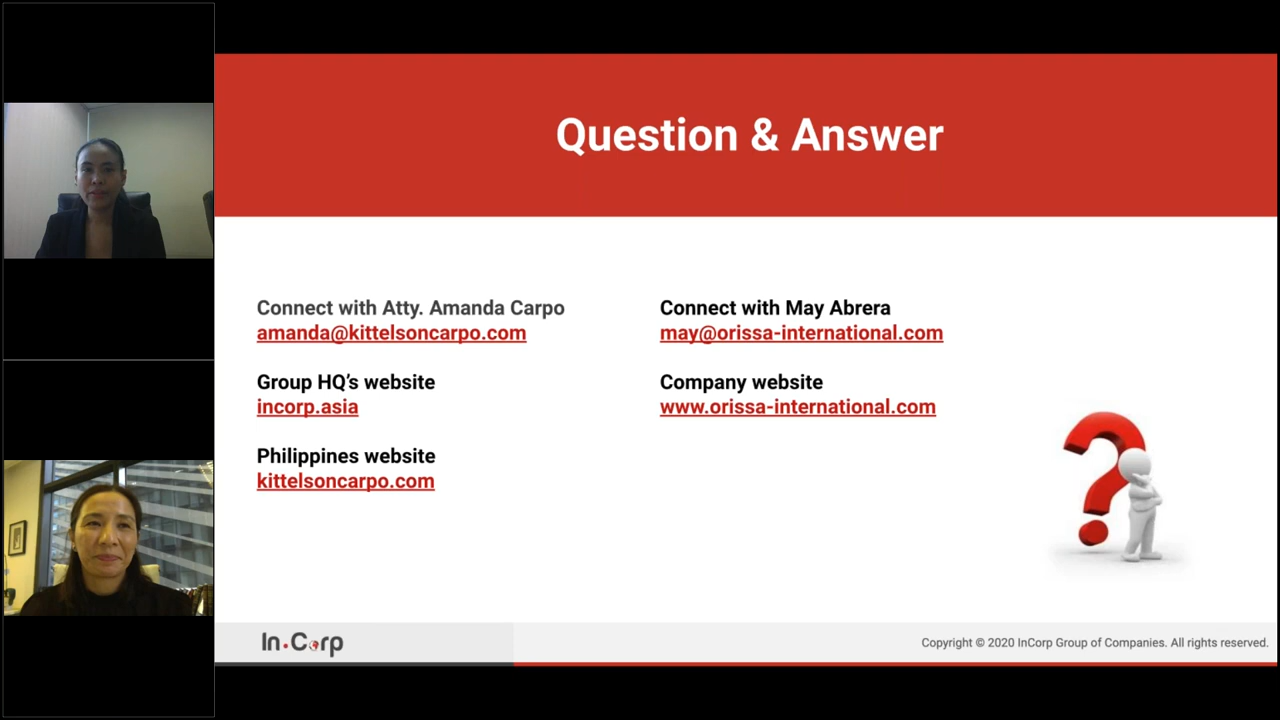 Question & Answer
Connect with Atty. Amanda Carpo
amanda@kittelsoncarpo.com
Group HQ’s website
incorp.asia
Philippines website
kittelsoncarpo.com
Connect with May Abrera
may@orissa-international.com
Company website
www.orissa-international.com
In.Corp
Copyright © 2020 InCorp Group of Companies. All rights reserved.